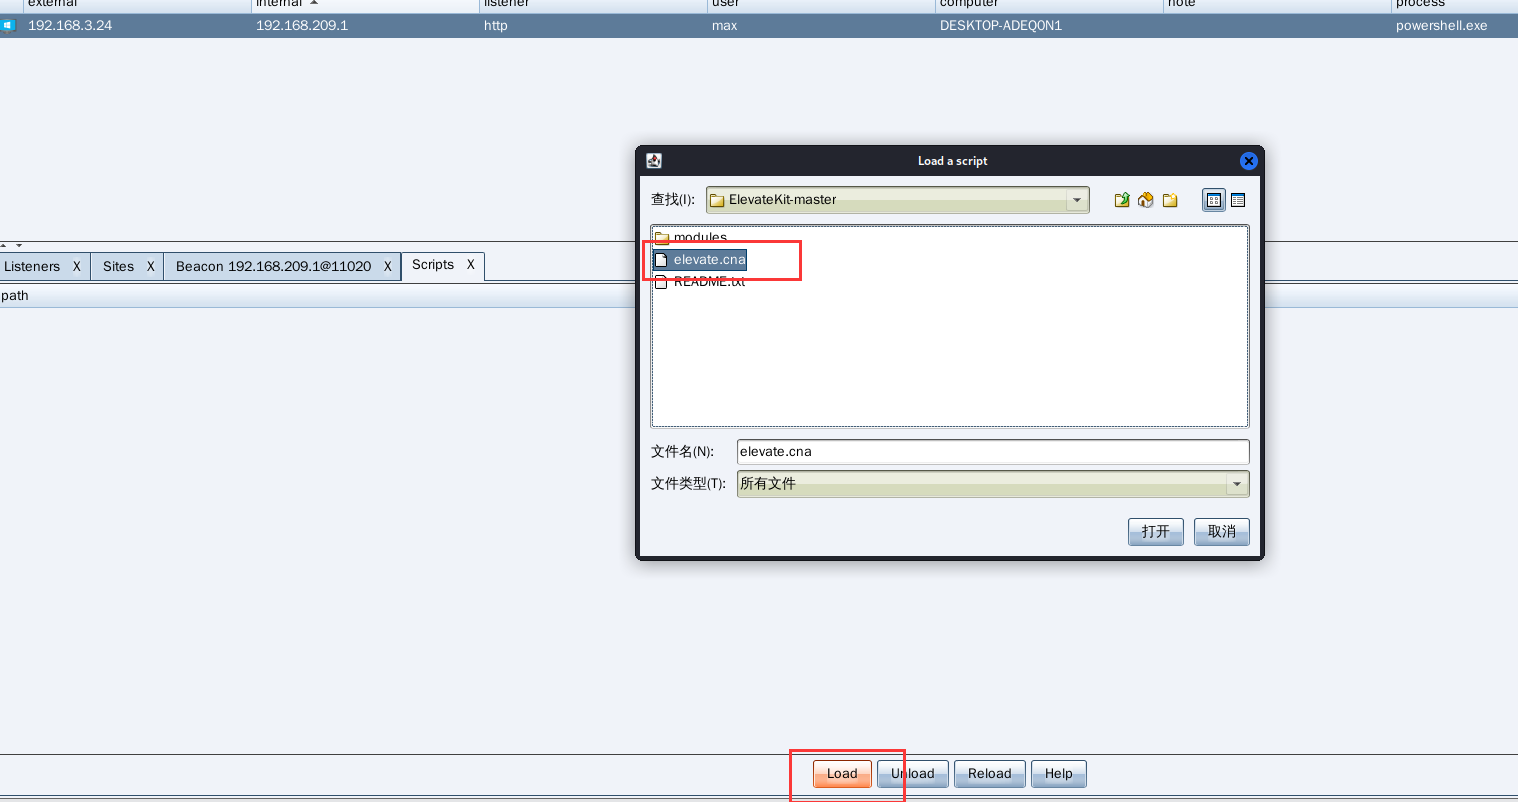 external internal listener user computer note process
192.168.3.24 192.168.209.1 http max DESKTOP-ADEQ0N1 powershell.exe
Load a script
查找(I): ElevateKit-master
modules
elevate.cna
README.txt
Listeners X Sites X Beacon 192.168.209.1@11020 X Scripts X
path
文件名(N): elevate.cna
文件类型(T): 所有文件
打开 取消
Load Unload Reload Help